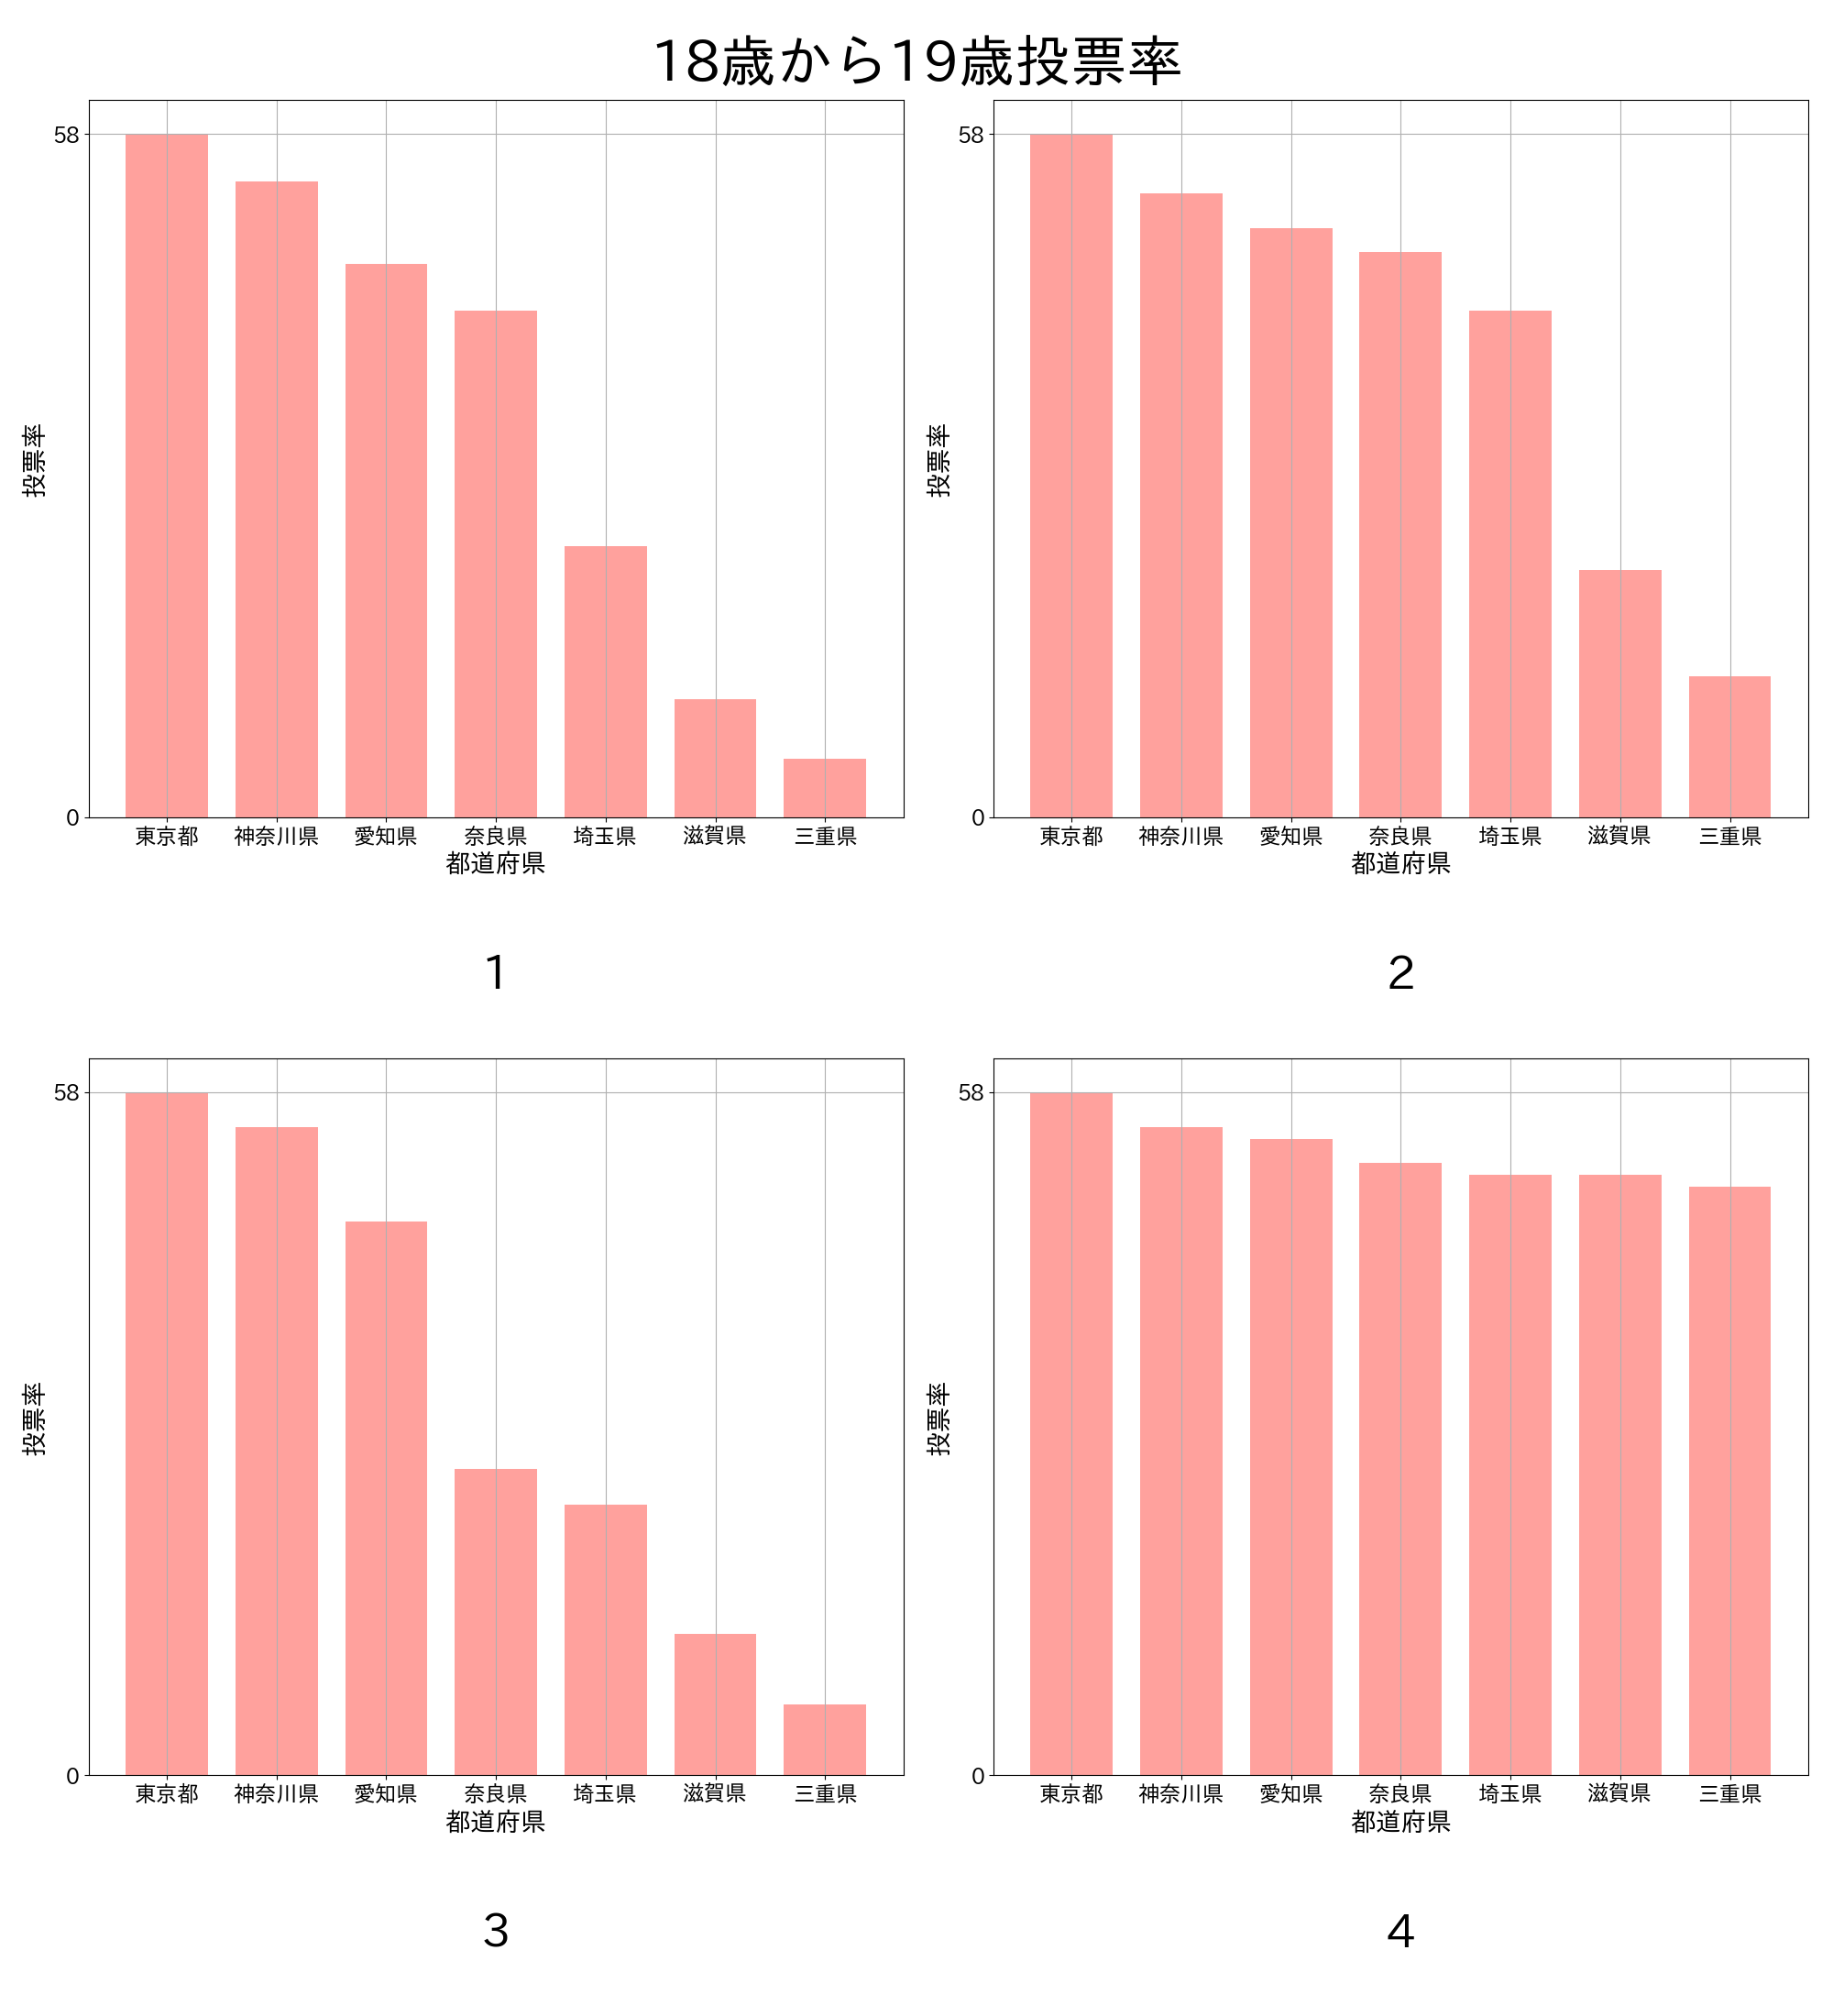 18歳から19歳投票率
58
0
投票率
東京都 神奈川県 愛知県 奈良県 埼玉県 滋賀県 三重県
都道府県
1
58
0
投票率
東京都 神奈川県 愛知県 奈良県 埼玉県 滋賀県 三重県
都道府県
2
58
0
投票率
東京都 神奈川県 愛知県 奈良県 埼玉県 滋賀県 三重県
都道府県
3
58
0
投票率
東京都 神奈川県 愛知県 奈良県 埼玉県 滋賀県 三重県
都道府県
4